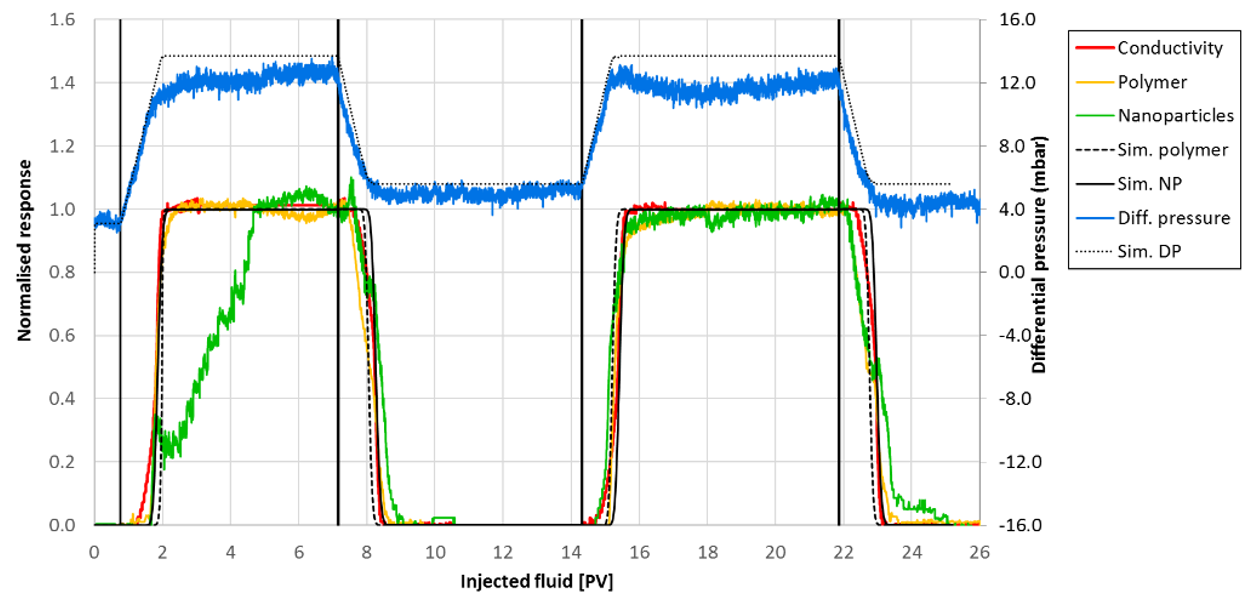 1.6
1.4
1.2
1.0
0.8
0.6
0.4
0.2
0.0
Normalised response
0 2 4 6 8 10 12 14 16 18 20 22 24 26
Injected fluid [PV]
16.0
12.0
8.0
4.0
0.0
-4.0
-8.0
-12.0
-16.0
Differential pressure (mbar)
Conductivity
Polymer
Nanoparticles
Sim. polymer
Sim. NP
Diff. pressure
Sim. DP